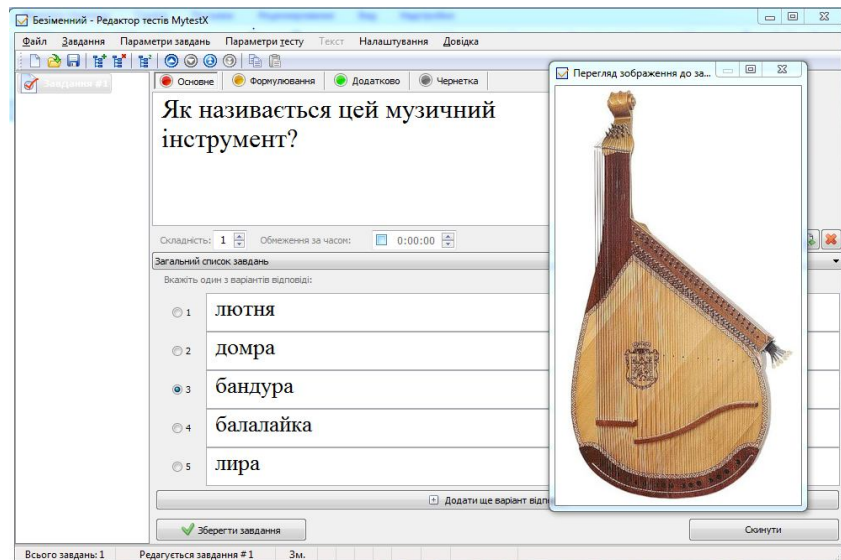 Безіменний - Редактор тестів MytestX
Файл Завдання Параметри завдань Параметри тесту Текст Налаштування Довідка
Завдання #1
Основне Формулювання Додатково Чернетка
Перегляд зображення до за...
Як називається цей музичний
інструмент?
Складність: 1 Обмеження за часом: 0:00:00
Загальний список завдань
Вкажіть один з варіантів відповіді:
1 лютня
2 домра
3 бандура
4 балалайка
5 лира
Додати ще варіант відп
Зберегти завдання Скинути
Всього завдань: 1 Редагується завдання # 1 Зм.